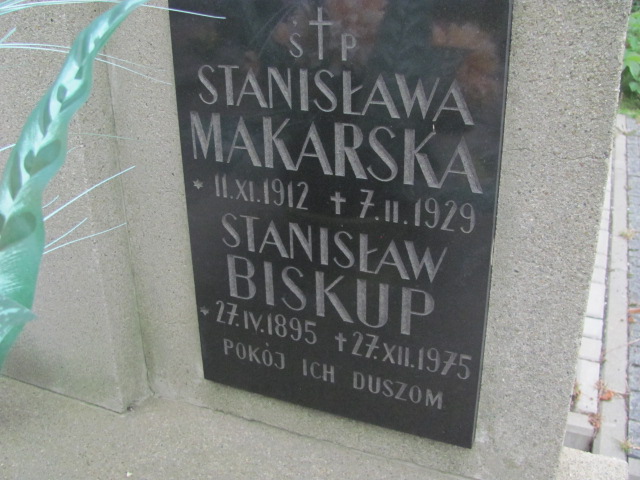 Ś † P
STANISŁAWA
MAKARSKA
* 11.XI.1912 † 7.II.1929
STANISŁAW
BISKUP
* 27.IV.1895 † 27.XII.1975
POKÓJ ICH DUSZOM